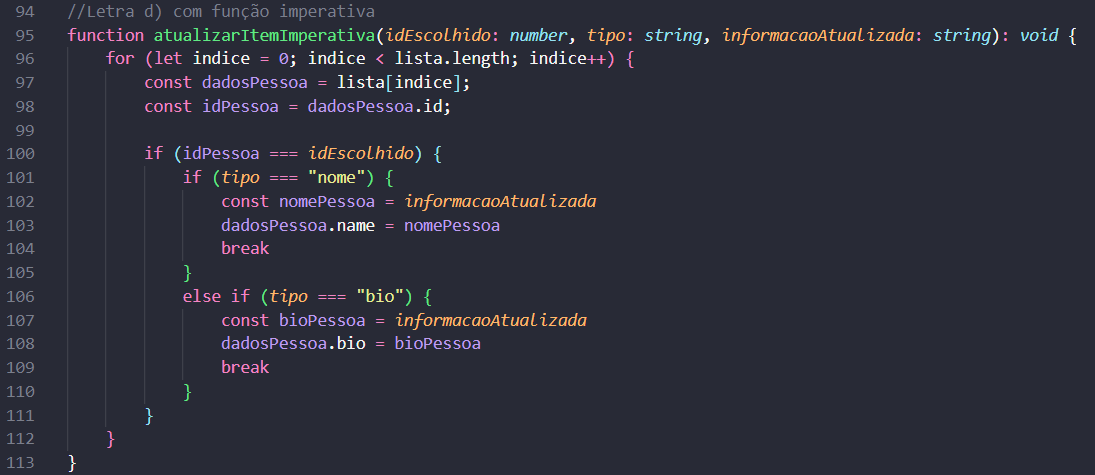 94 //Letra d) com função imperativa
95 function atualizarItemImperativa(idEscolhido: number, tipo: string, informacaoAtualizada: string): void {
96     for (let indice = 0; indice < lista.length; indice++) {
97         const dadosPessoa = lista[indice];
98         const idPessoa = dadosPessoa.id;
99
100         if (idPessoa === idEscolhido) {
101             if (tipo === "nome") {
102                 const nomePessoa = informacaoAtualizada
103                 dadosPessoa.name = nomePessoa
104                 break
105             }
106             else if (tipo === "bio") {
107                 const bioPessoa = informacaoAtualizada
108                 dadosPessoa.bio = bioPessoa
109                 break
110             }
111         }
112     }
113 }